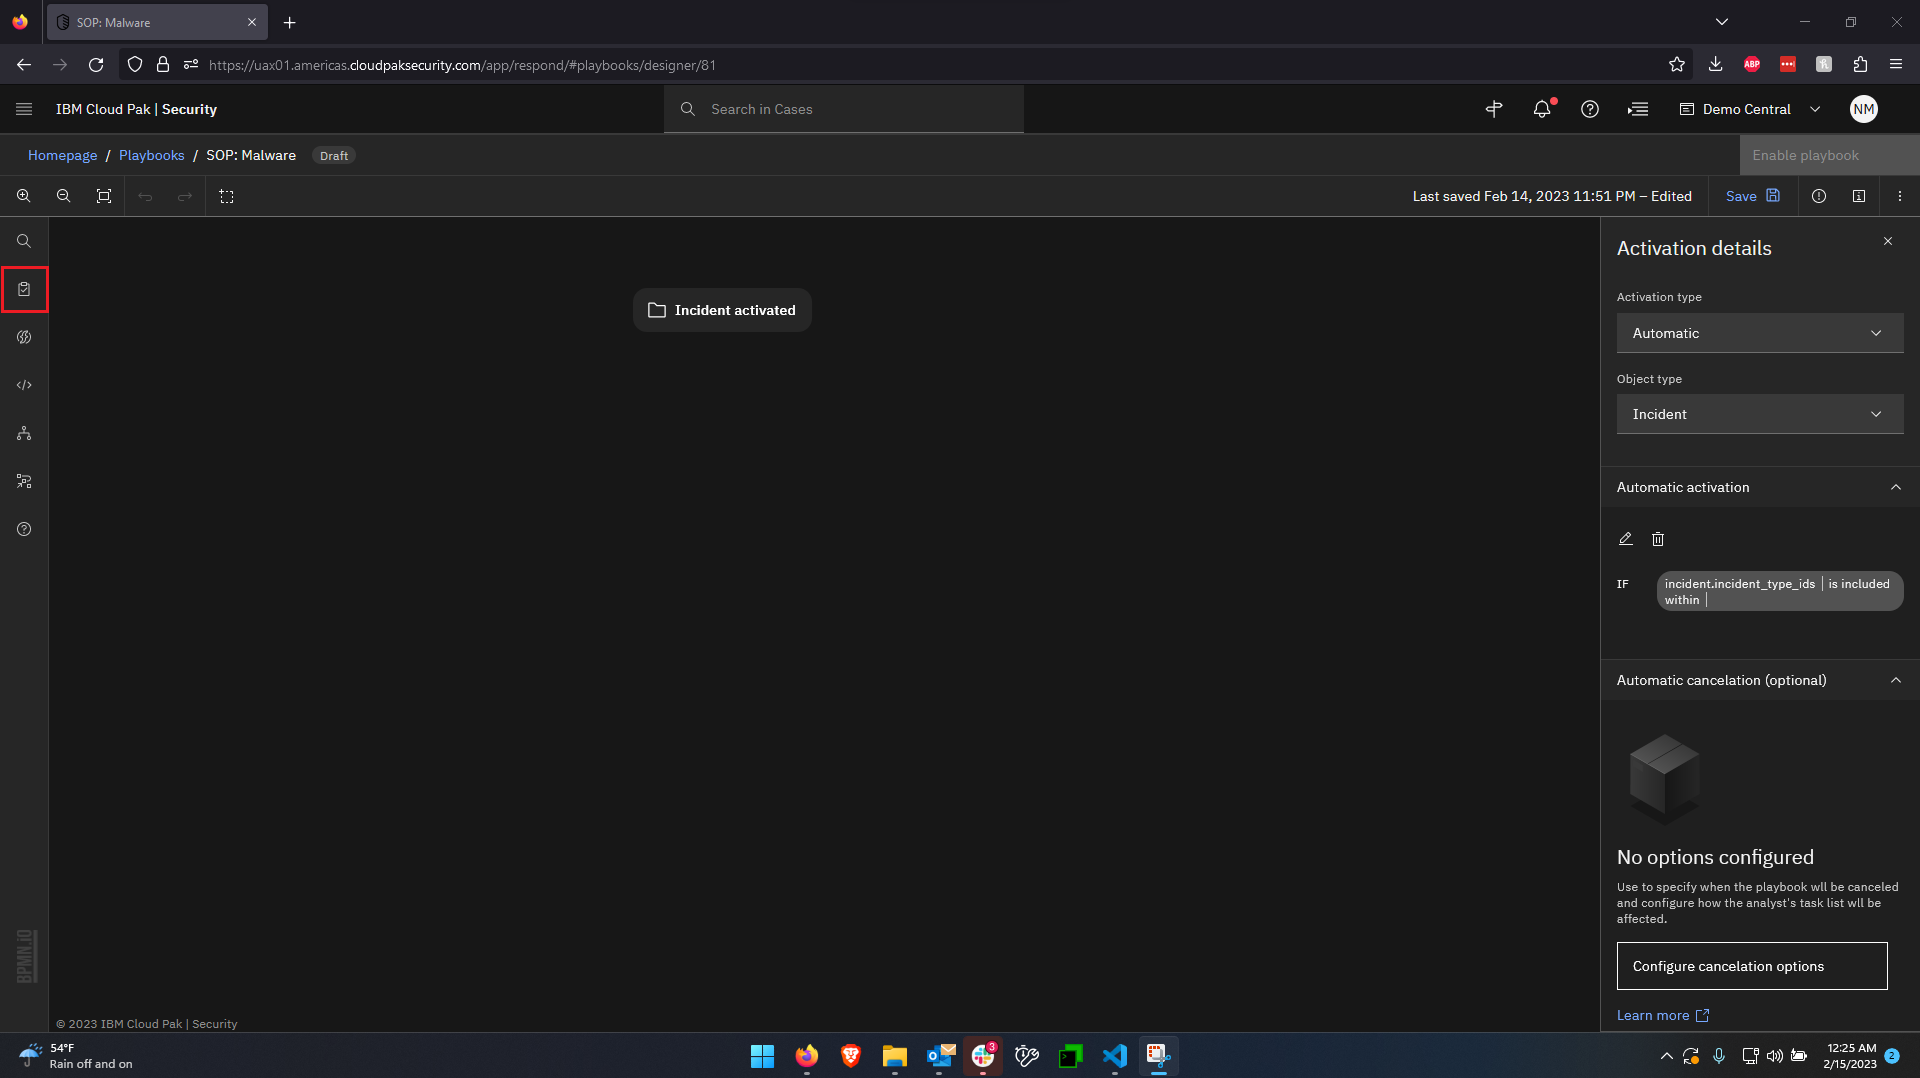 SOP: Malware
https://uax01.americas.cloudpaksecurity.com/app/respond/#playbooks/designer/81
ABP
IBM Cloud Pak | Security
Search in Cases
Demo Central
NM
Homepage / Playbooks / SOP: Malware
Draft
Enable playbook
Last saved Feb 14, 2023 11:51 PM – Edited
Save
Activation details
Incident activated
Activation type
Automatic
Object type
Incident
Automatic activation
IF
incident.incident_type_ids | is included
within |
Automatic cancelation (optional)
No options configured
Use to specify when the playbook wll be canceled
and configure how the analyst's task list wll be
affected.
Configure cancelation options
Learn more
BPMN.iO
© 2023 IBM Cloud Pak | Security
54°F
Rain off and on
3
12:25 AM
2/15/2023
2